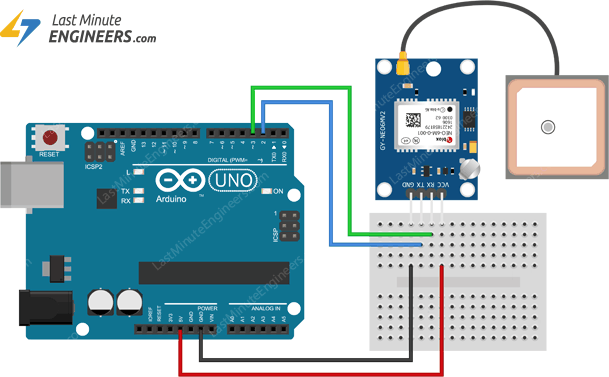 Last Minute
ENGINEERS.com
RESET
ICSP2
AREF
GND
13
12
~11
~10
~9
8
7
~6
~5
4
~3
2
TX0 1
RX0 0
DIGITAL (PWM~)
L
TX
RX
Arduino
UNO
ON
1
ICSP
IOREF
RESET
3V3
5V
GND
GND
VIN
POWER
A0
A1
A2
A3
A4
A5
ANALOG IN
GY-NEO6MV2
NEO-6M-0-001
GND
TX
RX
VCC
LastMinuteEngineers.com